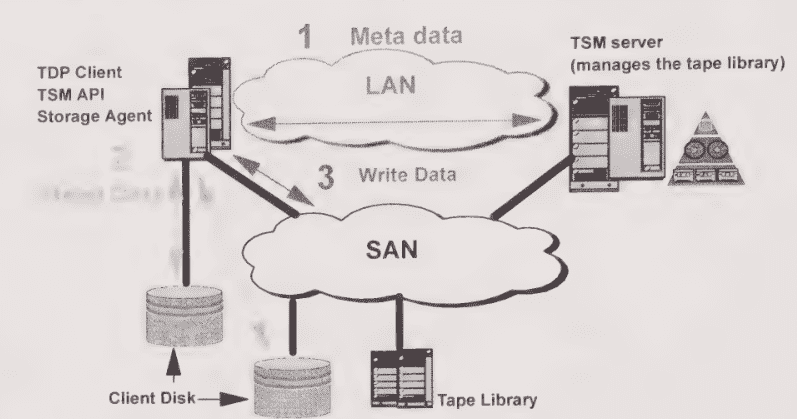 1 Meta data
TSM server
(manages the tape library)
TDP Client
TSM API
Storage Agent
LAN
2
3 Write Data
SAN
Client Disk
Tape Library